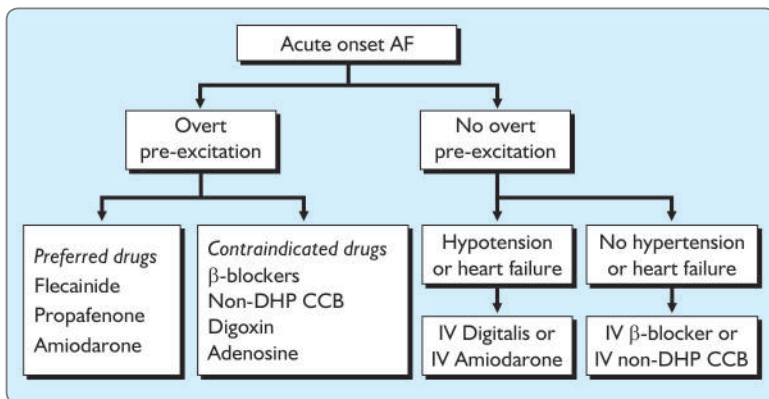 Acute onset AF
Overt
pre-excitation
No overt
pre-excitation
Preferred drugs
Flecainide
Propafenone
Amiodarone
Contraindicated drugs
β-blockers
Non-DHP CCB
Digoxin
Adenosine
Hypotension
or heart failure
No hypertension
or heart failure
IV Digitalis or
IV Amiodarone
IV β-blocker or
IV non-DHP CCB